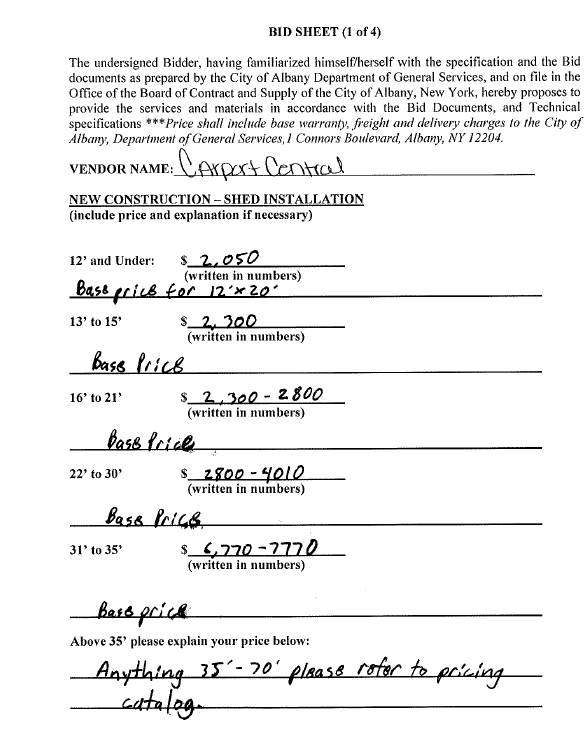 BID SHEET (1 of 4)
The undersigned Bidder, having familiarized himself/herself with the specification and the Bid
documents as prepared by the City of Albany Department of General Services, and on file in the
Office of the Board of Contract and Supply of the City of Albany, New York, hereby proposes to
provide the services and materials in accordance with the Bid Documents, and Technical
specifications ***Price shall include base warranty, freight and delivery charges to the City of
Albany, Department of General Services,1 Connors Boulevard, Albany, NY 12204.
VENDOR NAME: Carport Central
NEW CONSTRUCTION – SHED INSTALLATION
(include price and explanation if necessary)
12' and Under: $ 2,050
(written in numbers)
Base price for 12'x20'
13' to 15' $ 2,300
(written in numbers)
Base Price
16' to 21' $ 2,300 - 2800
(written in numbers)
Base Price
22' to 30' $ 2800 - 4010
(written in numbers)
Base Price
31' to 35' $ 6,770 - 7770
(written in numbers)
Base price
Above 35' please explain your price below:
Anything 35' - 70' please refer to pricing
catalog.